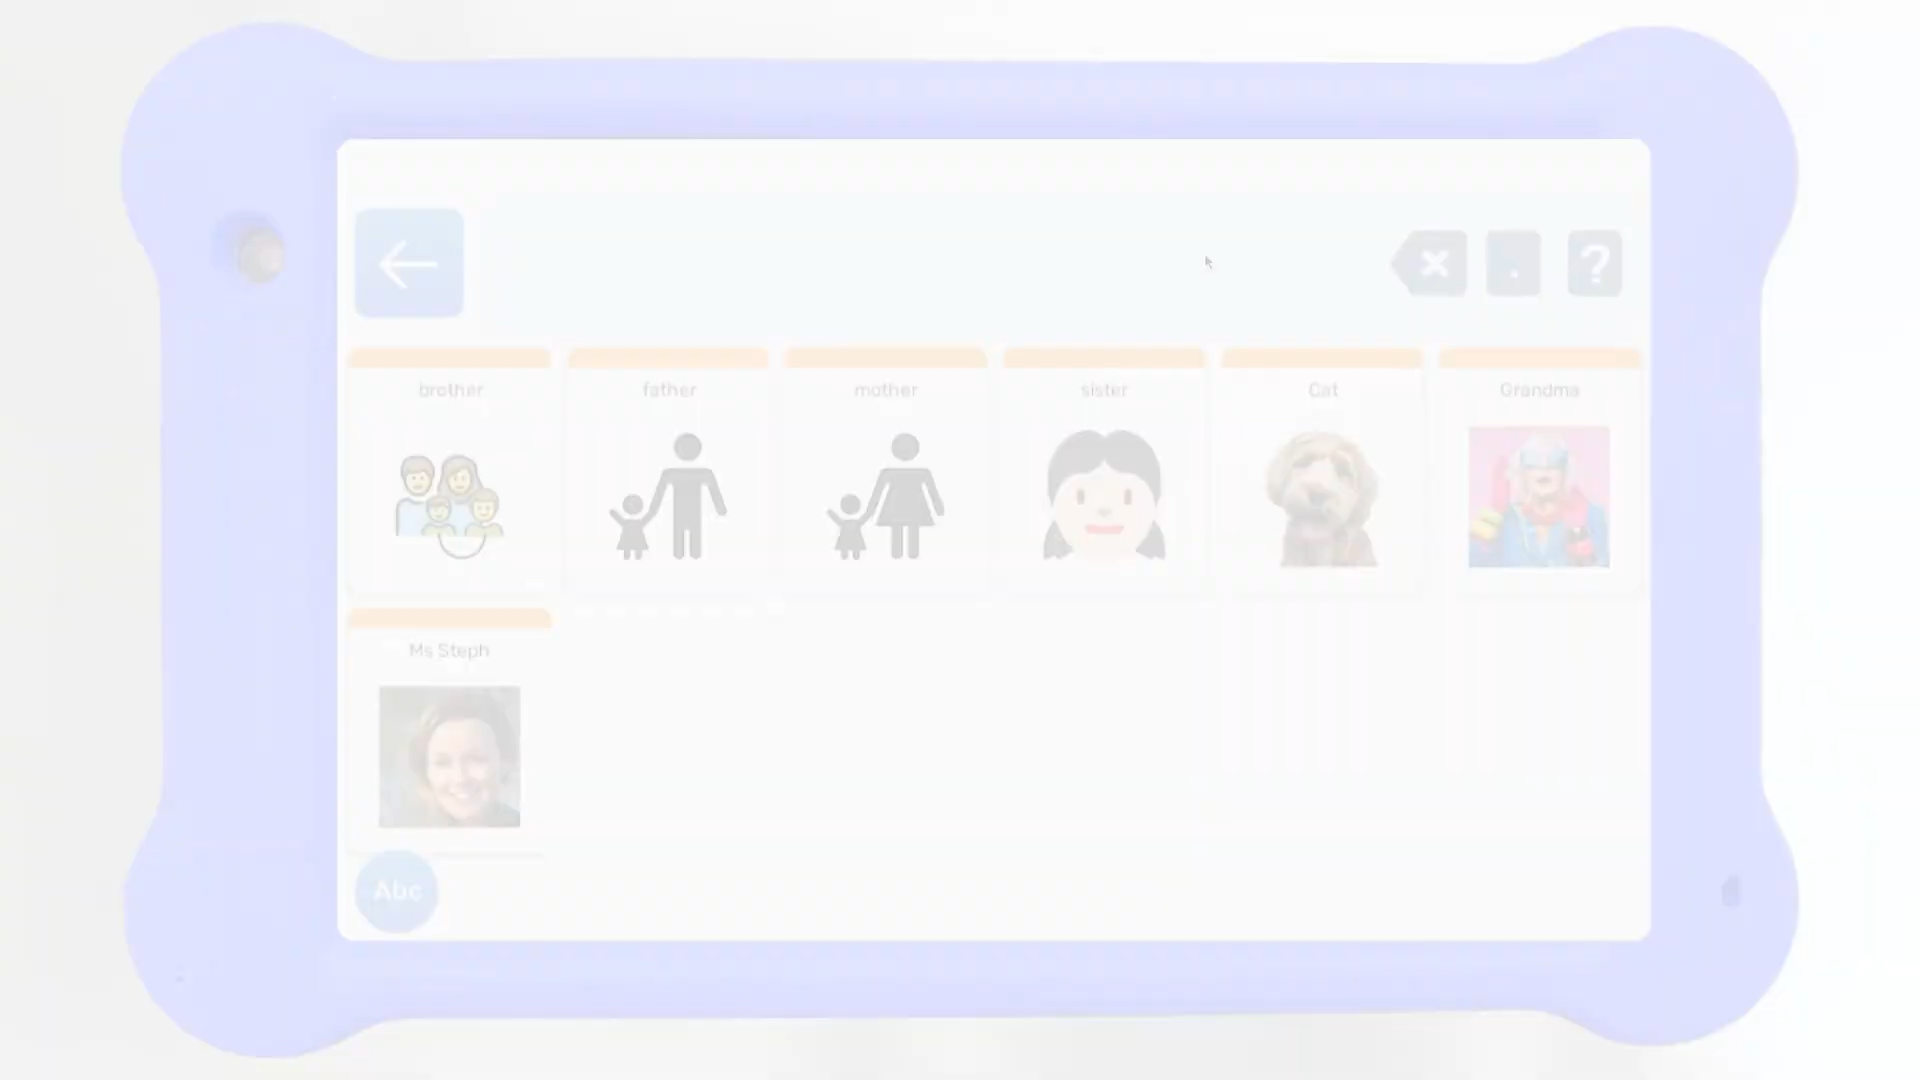 .
?
brother
father
mother
sister
Cat
Grandma
Ms Steph
Abc